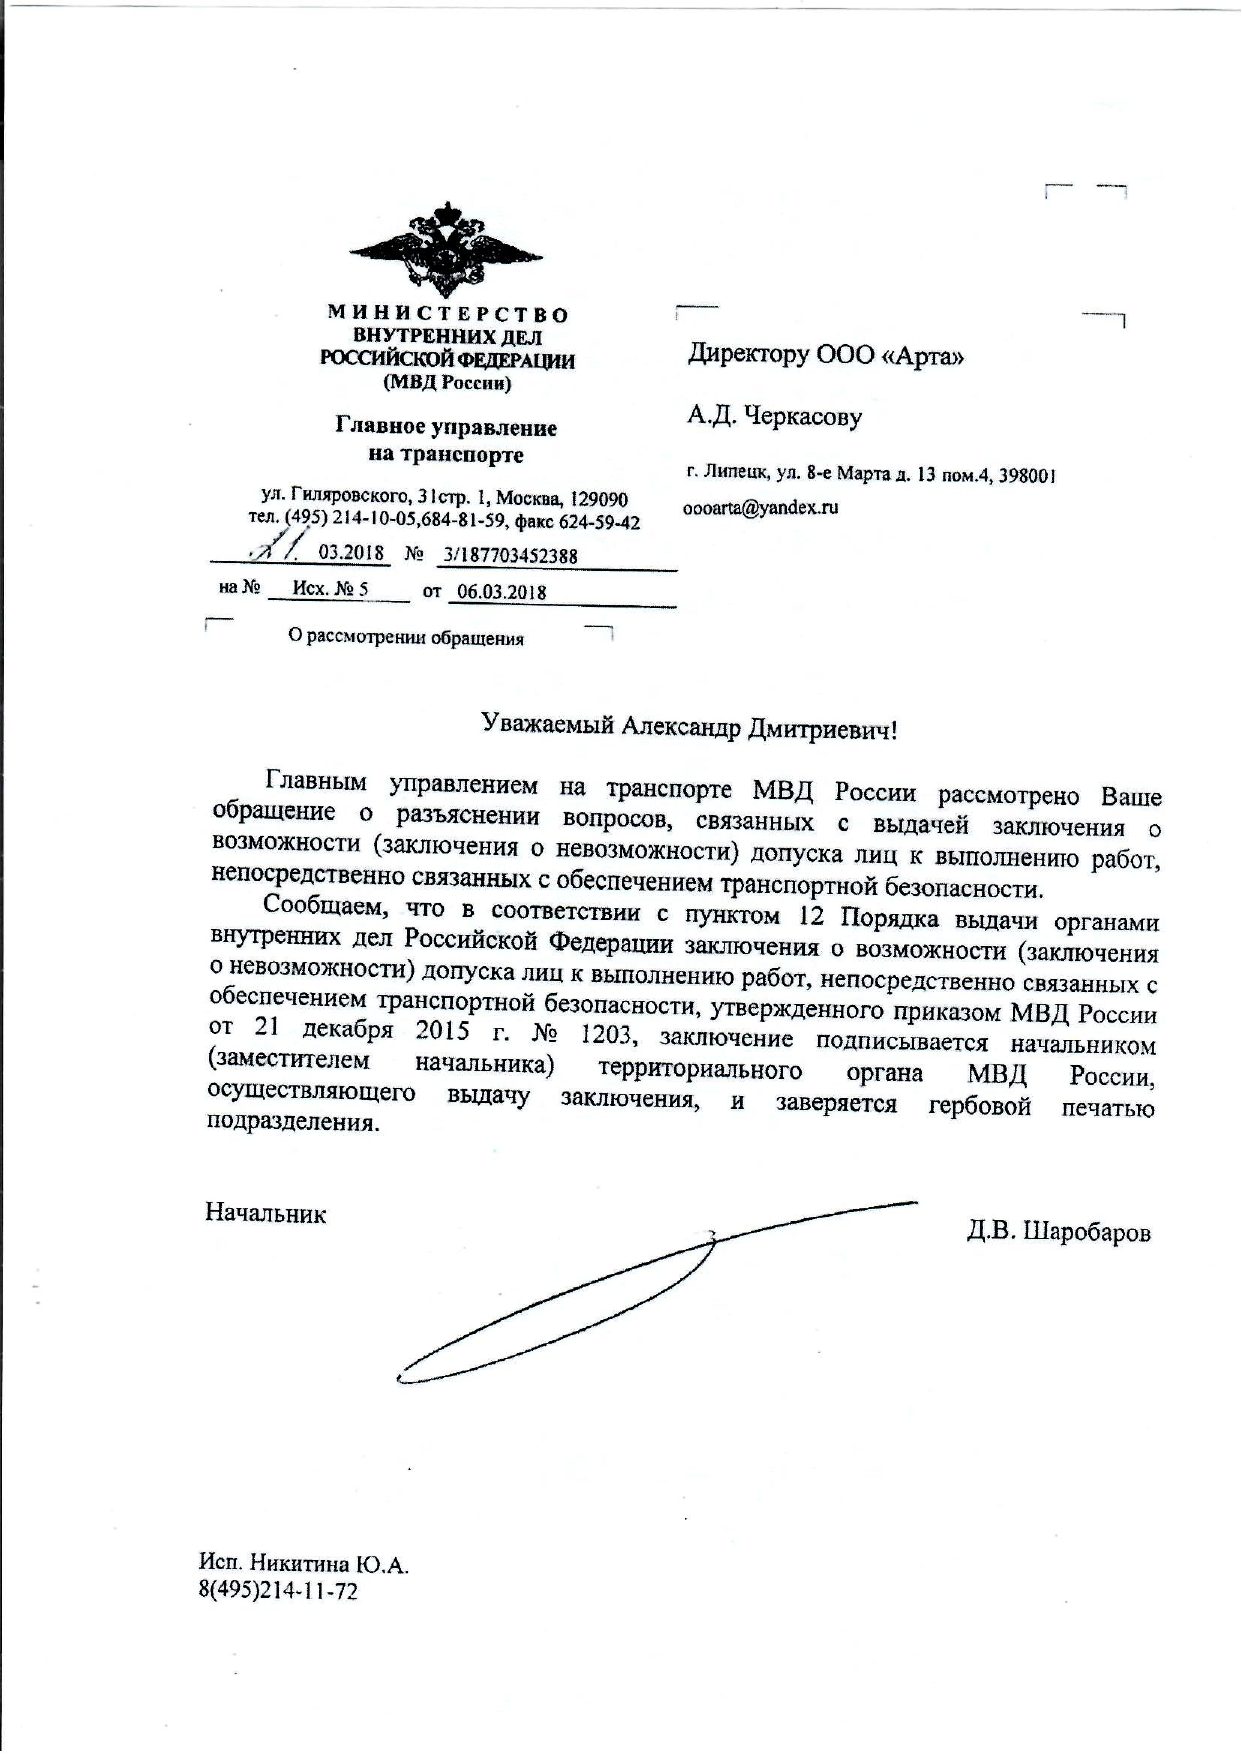 МИНИСТЕРСТВО
ВНУТРЕННИХ ДЕЛ
РОССИЙСКОЙ ФЕДЕРАЦИИ
(МВД России)
Главное управление
на транспорте
ул. Гиляровского, 31стр. 1, Москва, 129090
тел. (495) 214-10-05,684-81-59, факс 624-59-42
03.2018 № 3/187703452388
на № Исх. № 5 от 06.03.2018
О рассмотрении обращения
Директору ООО «Арта»
А.Д. Черкасову
г. Липецк, ул. 8-е Марта д. 13 пом.4, 398001
oooarta@yandex.ru
Уважаемый Александр Дмитриевич!
Главным управлением на транспорте МВД России рассмотрено Ваше
обращение о разъяснении вопросов, связанных с выдачей заключения о
возможности (заключения о невозможности) допуска лиц к выполнению работ,
непосредственно связанных с обеспечением транспортной безопасности.
Сообщаем, что в соответствии с пунктом 12 Порядка выдачи органами
внутренних дел Российской Федерации заключения о возможности (заключения
о невозможности) допуска лиц к выполнению работ, непосредственно связанных с
обеспечением транспортной безопасности, утвержденного приказом МВД России
от 21 декабря 2015 г. № 1203, заключение подписывается начальником
(заместителем начальника) территориального органа МВД России,
осуществляющего выдачу заключения, и заверяется гербовой печатью
подразделения.
Начальник
Д.В. Шаробаров
Исп. Никитина Ю.А.
8(495)214-11-72